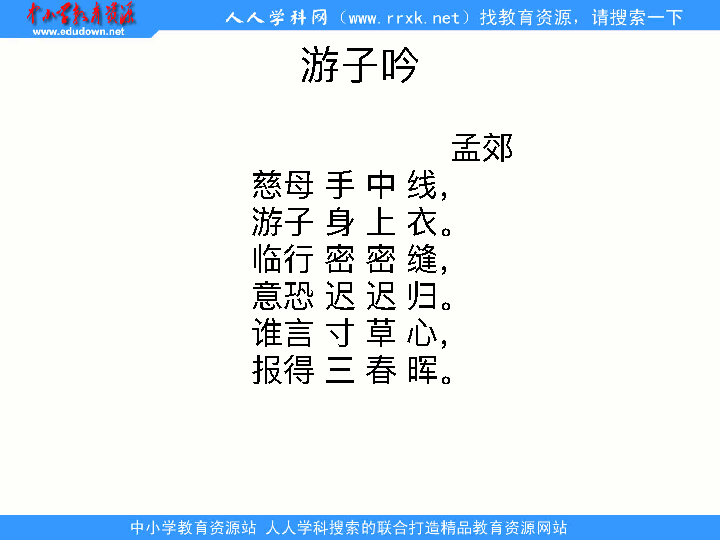 中小学教育资源
www.edudown.net
人人学科网（www.rrxk.net）找教育资源，请搜索一下
游子吟
孟郊
慈母 手 中 线，
游子 身 上 衣。
临行 密 密 缝，
意恐 迟 迟 归。
谁言 寸 草 心，
报得 三 春 晖。
中小学教育资源站 人人学科搜索的联合打造精品教育资源网站